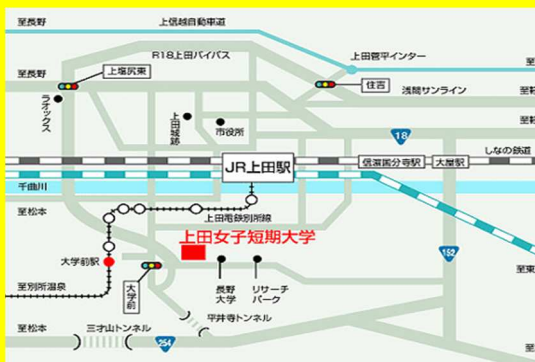 至長野
上信越自動車道
R18上田バイパス
上田菅平インター
至長野
上塩尻東
住吉
浅間サンライン
ラオックス
上田城跡
市役所
18
JR上田駅
しなの鉄道
信濃国分寺駅
大屋駅
千曲川
至松本
上田電鉄別所線
上田女子短期大学
大学前駅
152
至別所温泉
大学前
長野大学
リサーチパーク
平井寺トンネル
至松本
三才山トンネル
254